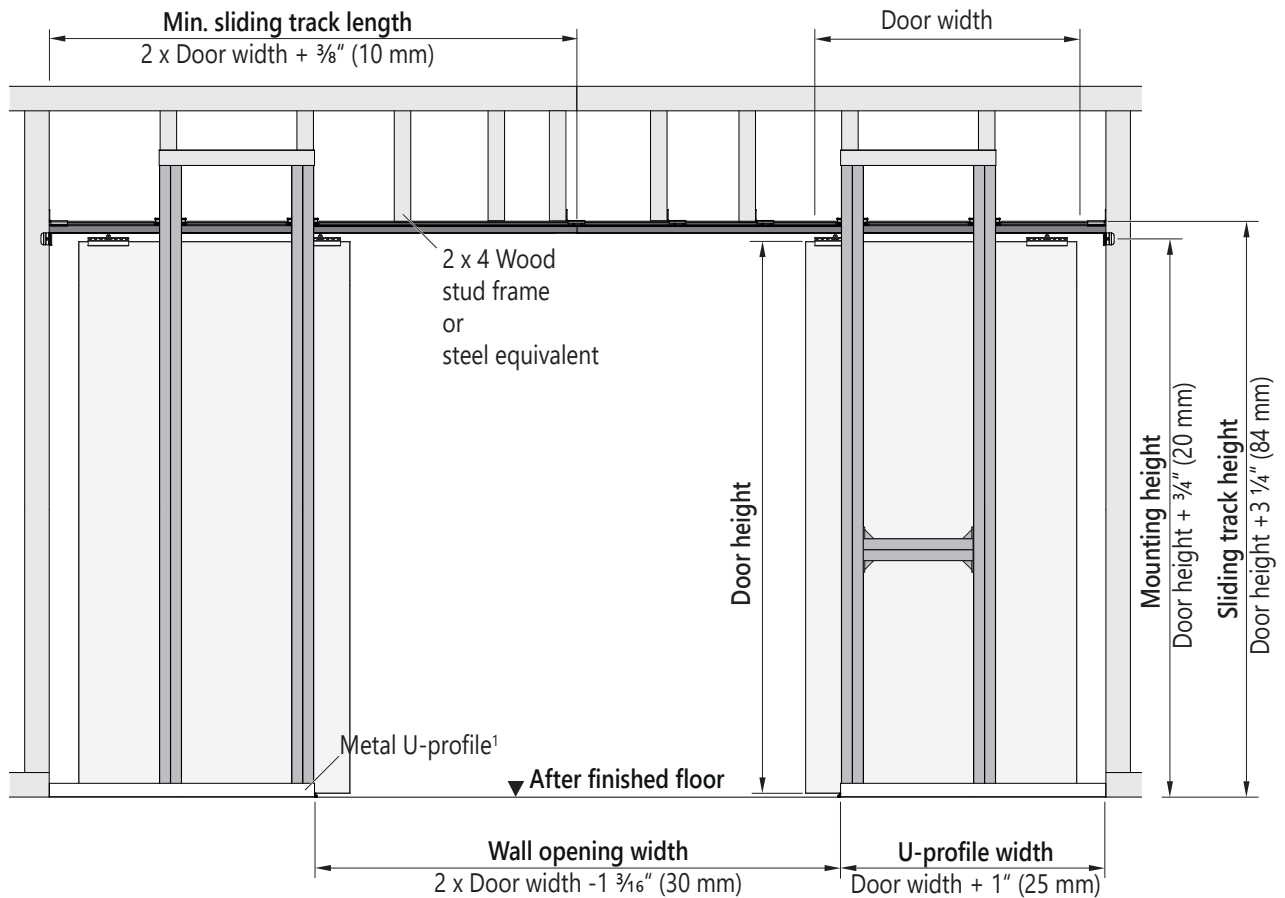 Min. sliding track length
2 x Door width + ⅜“ (10 mm)
Door width
2 x 4 Wood
stud frame
or
steel equivalent
Door height
Mounting height
Door height + ¾“ (20 mm)
Sliding track height
Door height +3 ¼“ (84 mm)
Metal U-profile¹
After finished floor
Wall opening width
2 x Door width -1 ³⁄₁₆“ (30 mm)
U-profile width
Door width + 1“ (25 mm)